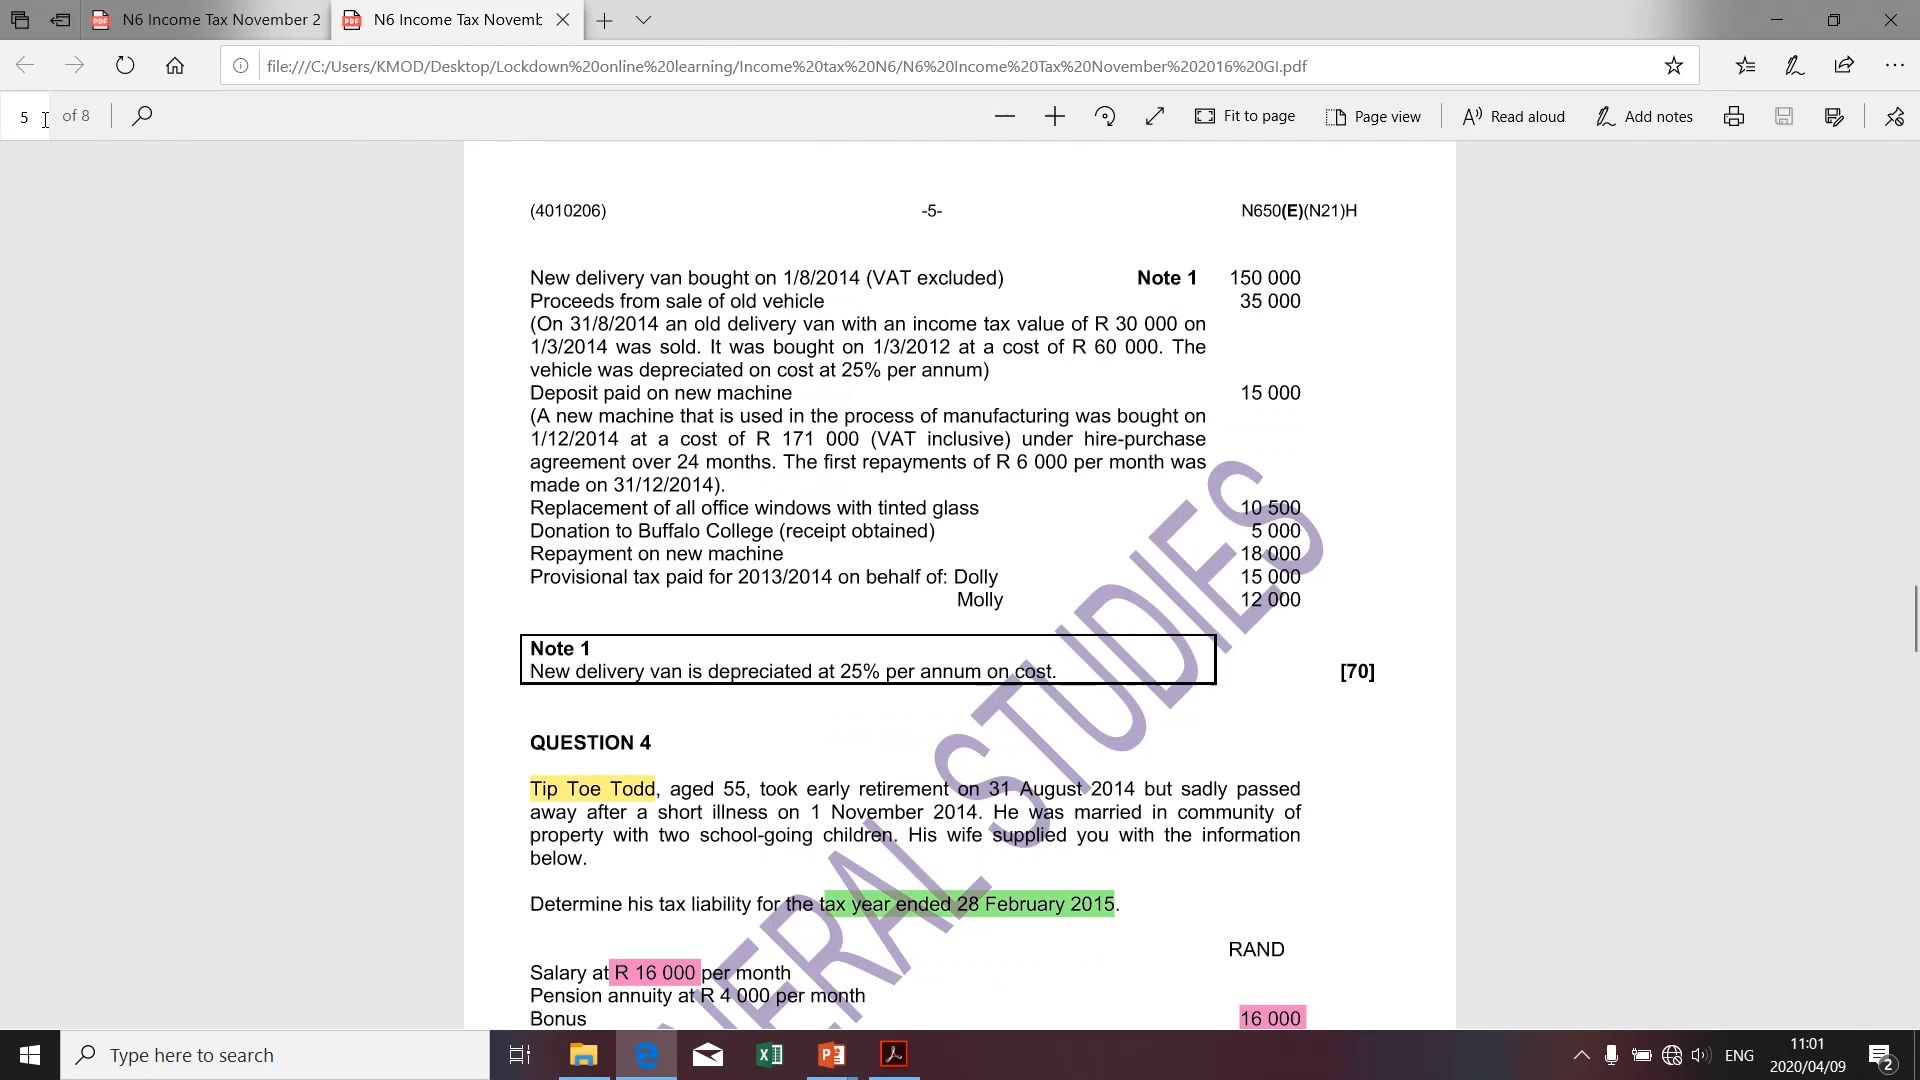 N6 Income Tax November 2
N6 Income Tax Novemb
file:///C:/Users/KMOD/Desktop/Lockdown%20online%20learning/Income%20tax%20N6/N6%20Income%20Tax%20November%202016%20GI.pdf
5 of 8
Fit to page
Page view
Read aloud
Add notes
(4010206) -5- N650(E)(N21)H
New delivery van bought on 1/8/2014 (VAT excluded) Note 1 150 000
Proceeds from sale of old vehicle 35 000
(On 31/8/2014 an old delivery van with an income tax value of R 30 000 on
1/3/2014 was sold. It was bought on 1/3/2012 at a cost of R 60 000. The
vehicle was depreciated on cost at 25% per annum)
Deposit paid on new machine 15 000
(A new machine that is used in the process of manufacturing was bought on
1/12/2014 at a cost of R 171 000 (VAT inclusive) under hire-purchase
agreement over 24 months. The first repayments of R 6 000 per month was
made on 31/12/2014).
Replacement of all office windows with tinted glass 10 500
Donation to Buffalo College (receipt obtained) 5 000
Repayment on new machine 18 000
Provisional tax paid for 2013/2014 on behalf of: Dolly 15 000
Molly 12 000
Note 1
New delivery van is depreciated at 25% per annum on cost.
[70]
QUESTION 4
Tip Toe Todd, aged 55, took early retirement on 31 August 2014 but sadly passed
away after a short illness on 1 November 2014. He was married in community of
property with two school-going children. His wife supplied you with the information
below.
Determine his tax liability for the tax year ended 28 February 2015.
RAND
Salary at R 16 000 per month
Pension annuity at R 4 000 per month
Bonus 16 000
NERAL STUDIES
Type here to search
ENG
11:01
2020/04/09
2